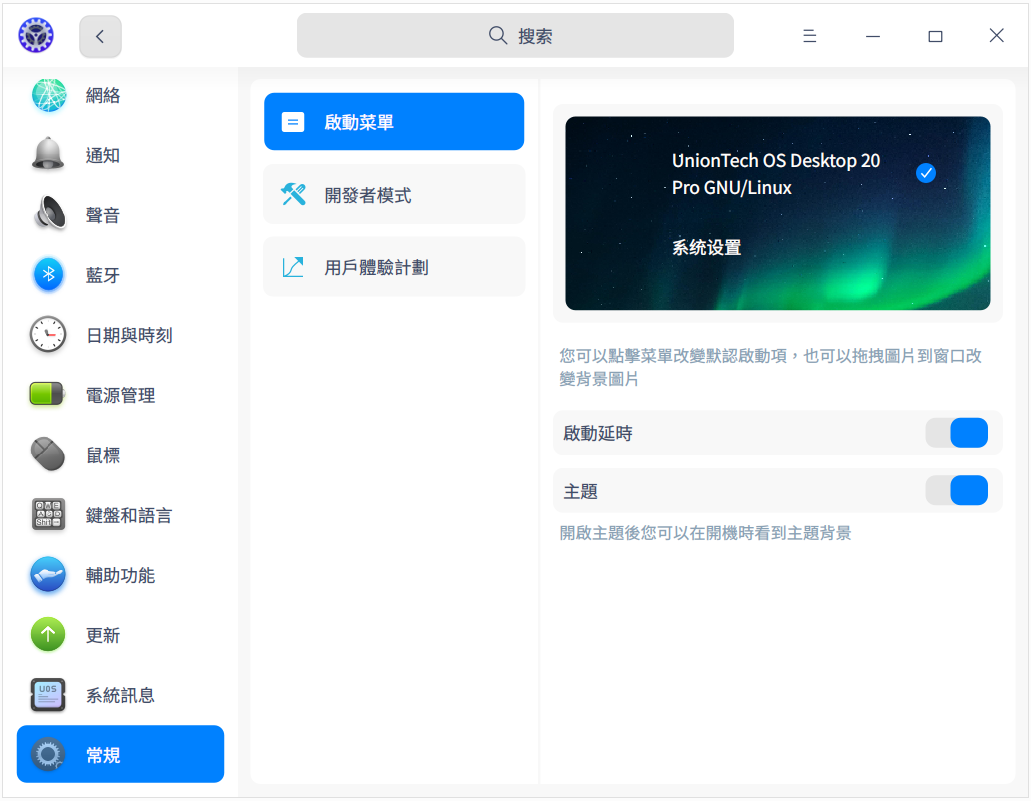 搜索
網絡
通知
聲音
藍牙
日期與時刻
電源管理
鼠標
鍵盤和語言
輔助功能
更新
系統訊息
常規
啟動菜單
開發者模式
用戶體驗計劃
UnionTech OS Desktop 20
Pro GNU/Linux
系统设置
您可以點擊菜單改變默認啟動項，也可以拖拽圖片到窗口改
變背景圖片
啟動延時
主題
開啟主題後您可以在開機時看到主題背景